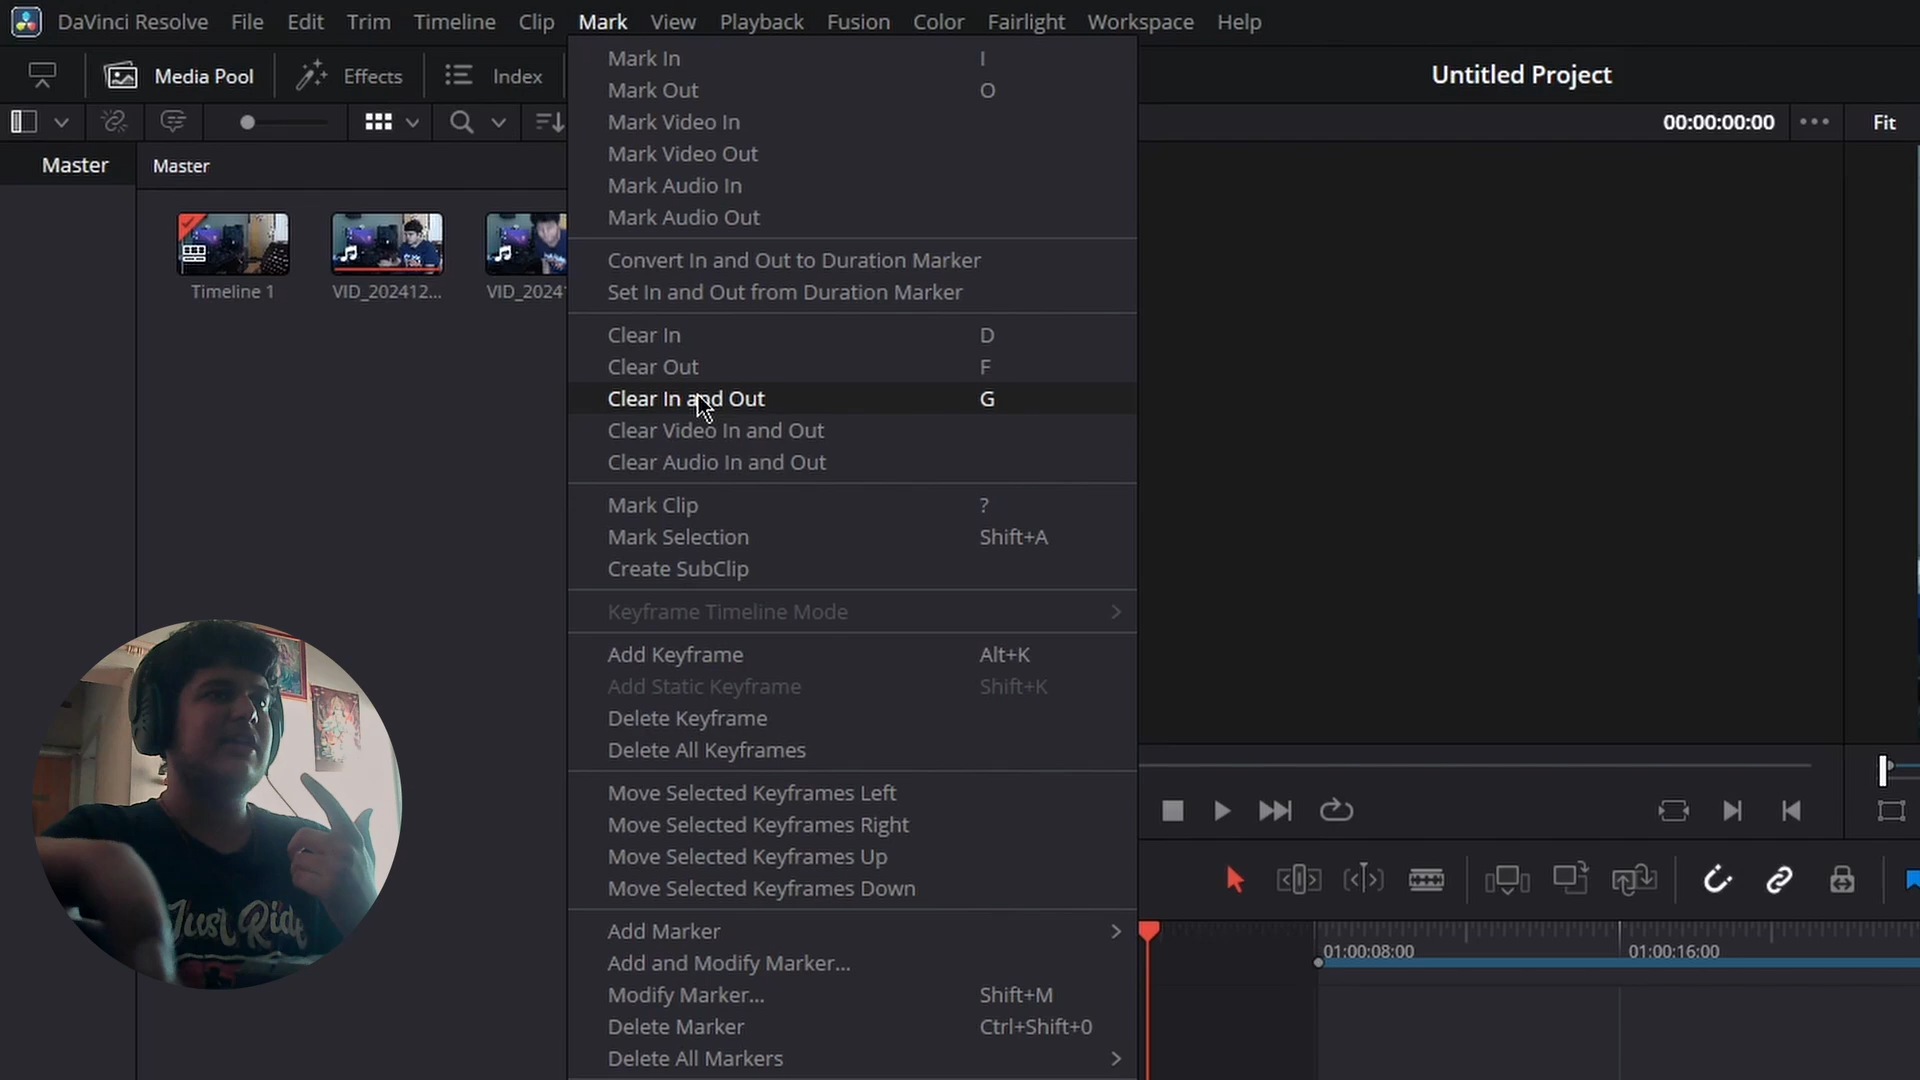 DaVinci Resolve File Edit Trim Timeline Clip Mark View Playback Fusion Color Fairlight Workspace Help
Media Pool Effects Index
Untitled Project
00:00:00:00 Fit
Master
Master
Timeline 1
VID_202412...
VID_2024
Mark In I
Mark Out O
Mark Video In
Mark Video Out
Mark Audio In
Mark Audio Out
Convert In and Out to Duration Marker
Set In and Out from Duration Marker
Clear In D
Clear Out F
Clear In and Out G
Clear Video In and Out
Clear Audio In and Out
Mark Clip ?
Mark Selection Shift+A
Create SubClip
Keyframe Timeline Mode
Add Keyframe Alt+K
Add Static Keyframe Shift+K
Delete Keyframe
Delete All Keyframes
Move Selected Keyframes Left
Move Selected Keyframes Right
Move Selected Keyframes Up
Move Selected Keyframes Down
Add Marker
Add and Modify Marker...
Modify Marker... Shift+M
Delete Marker Ctrl+Shift+0
Delete All Markers
01:00:08:00 01:00:16:00
Just Ride